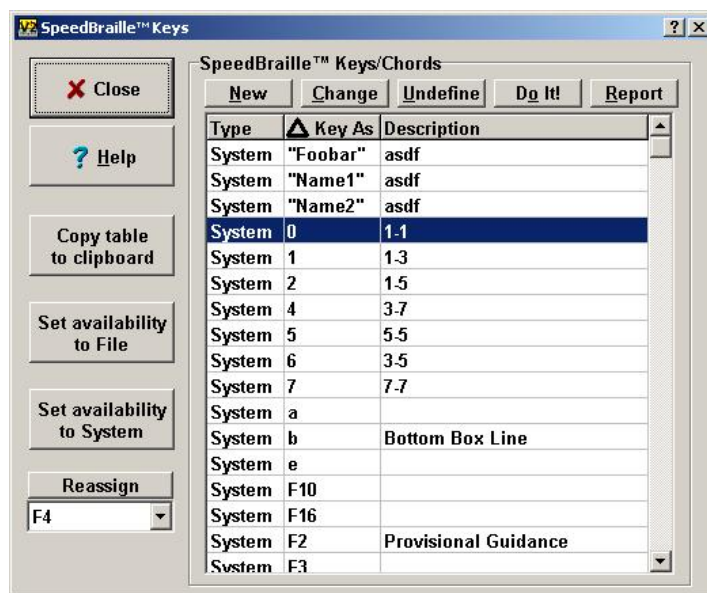 SpeedBraille™ Keys
Close
Help
Copy table
to clipboard
Set availability
to File
Set availability
to System
Reassign
F4
SpeedBraille™ Keys/Chords
New Change Undefine Do It! Report
Type Key As Description
System "Foobar" asdf
System "Name1" asdf
System "Name2" asdf
System 0 1-1
System 1 1-3
System 2 1-5
System 4 3-7
System 5 5-5
System 6 3-5
System 7 7-7
System a
System b Bottom Box Line
System e
System F10
System F16
System F2 Provisional Guidance
System F3